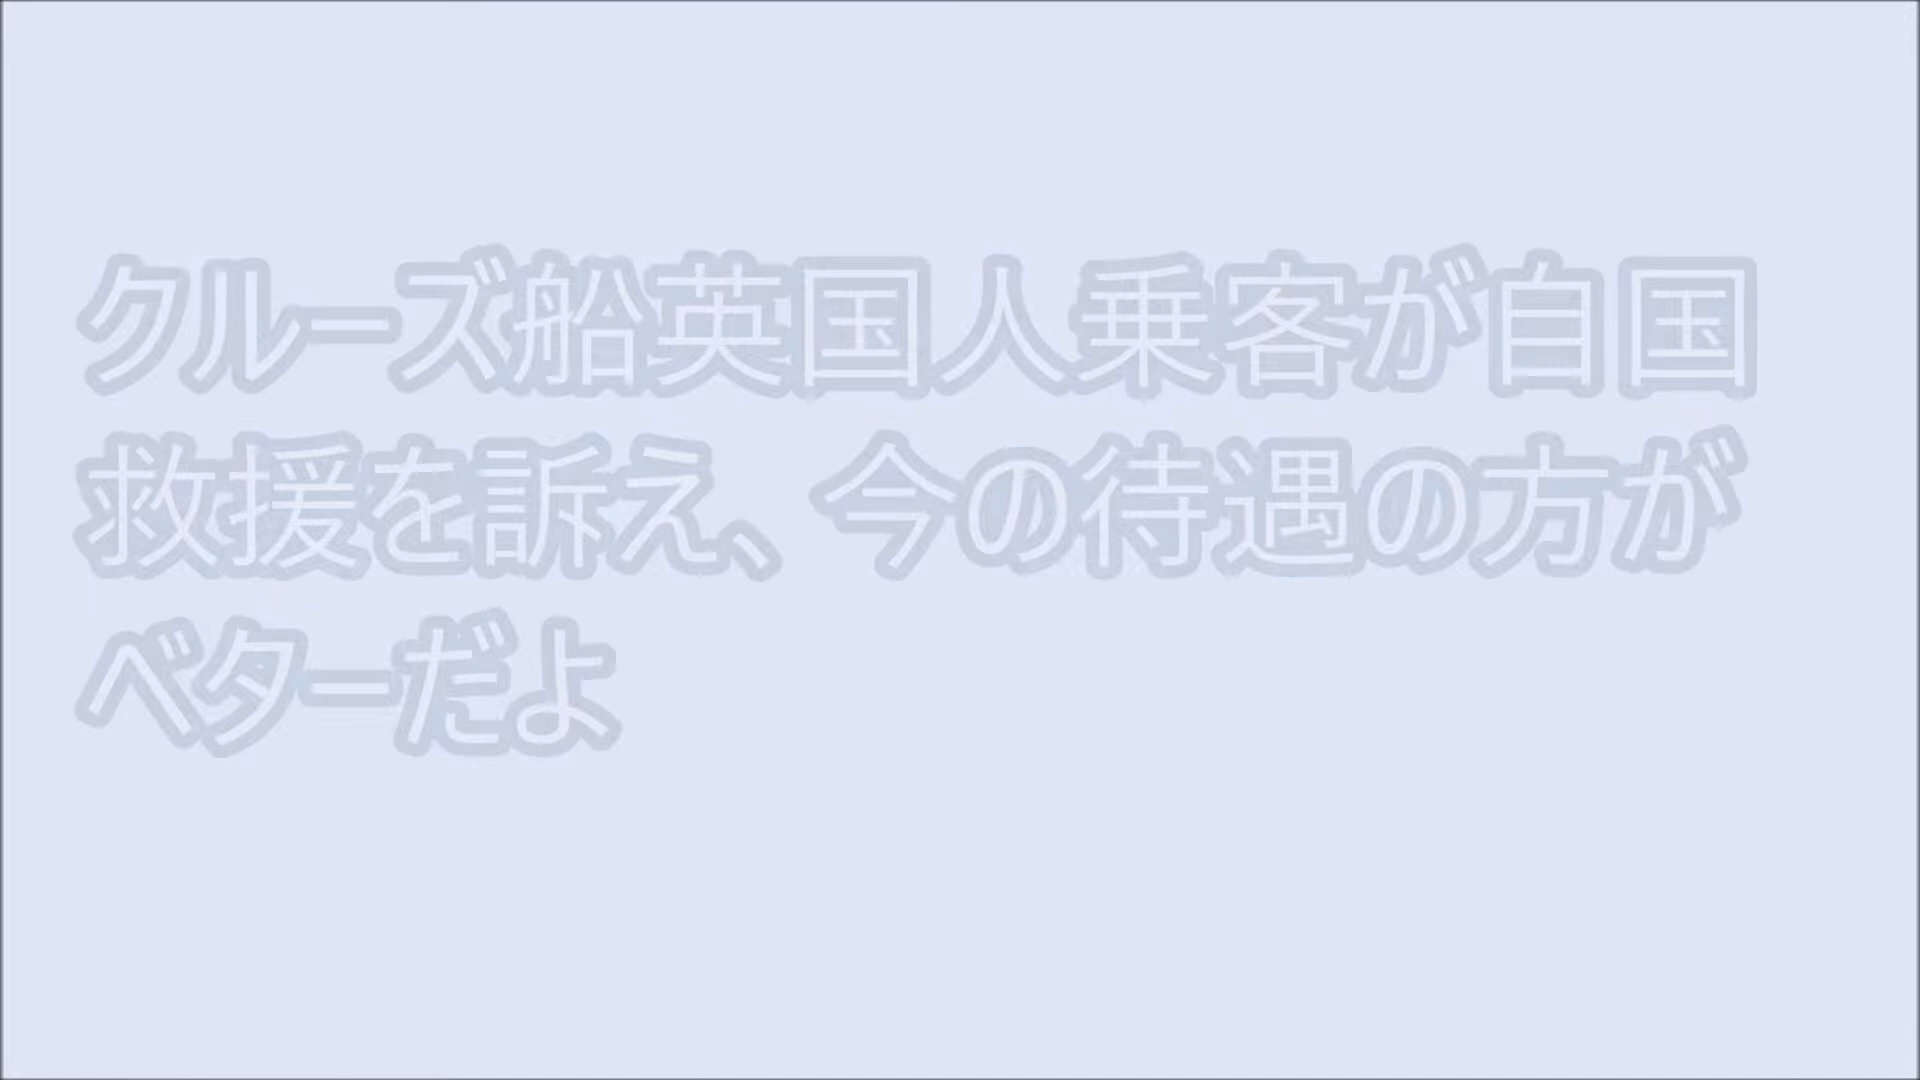 クルーズ船英国人乗客が自国
救援を訴え、今の待遇の方が
ベターだよ